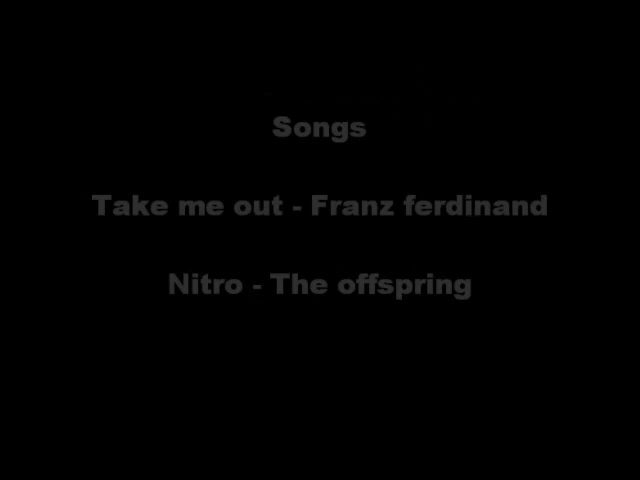 Songs
Take me out - Franz ferdinand
Nitro - The offspring